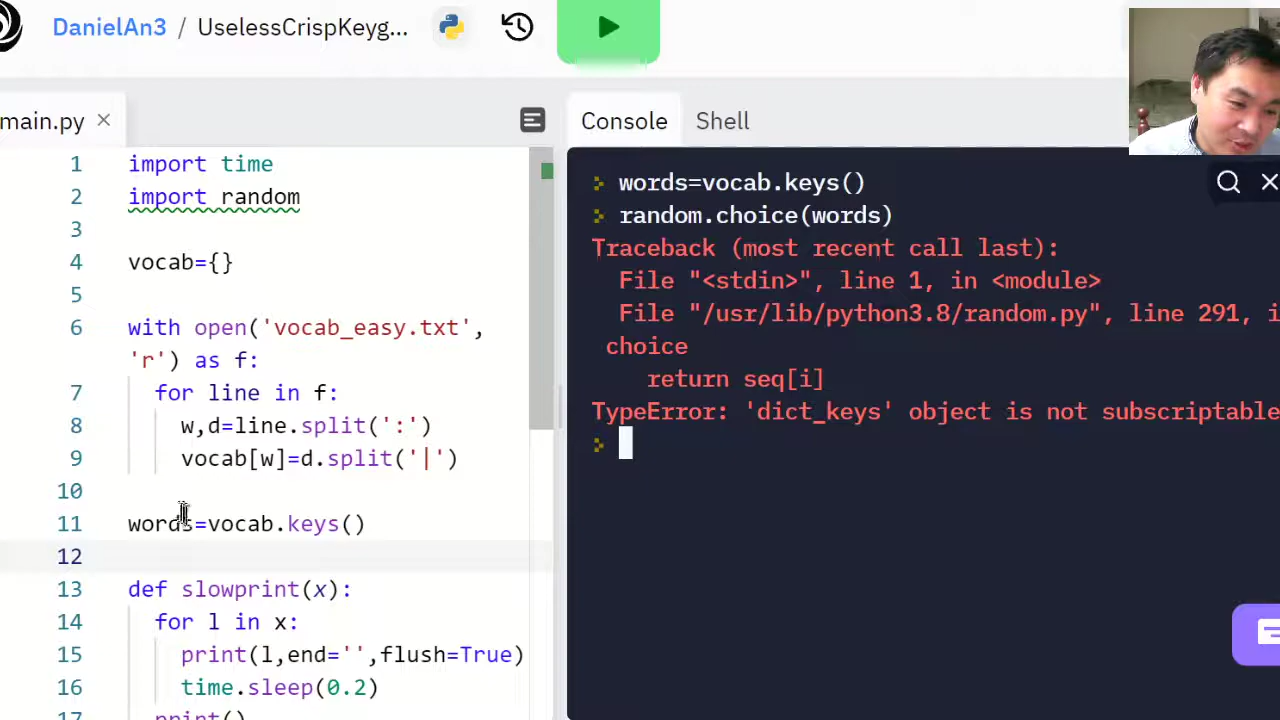 DanielAn3 / UselessCrispKeyg...
main.py ×
Console
Shell
1 import time
2 import random
3
4 vocab={}
5
6 with open('vocab_easy.txt',
'r') as f:
7 for line in f:
8 w,d=line.split(':')
9 vocab[w]=d.split('|')
10
11 words=vocab.keys()
12
13 def slowprint(x):
14 for l in x:
15 print(l,end='',flush=True)
16 time.sleep(0.2)
17 print()
> words=vocab.keys()
> random.choice(words)
Traceback (most recent call last):
File "<stdin>", line 1, in <module>
File "/usr/lib/python3.8/random.py", line 291, i
choice
return seq[i]
TypeError: 'dict_keys' object is not subscriptable
>